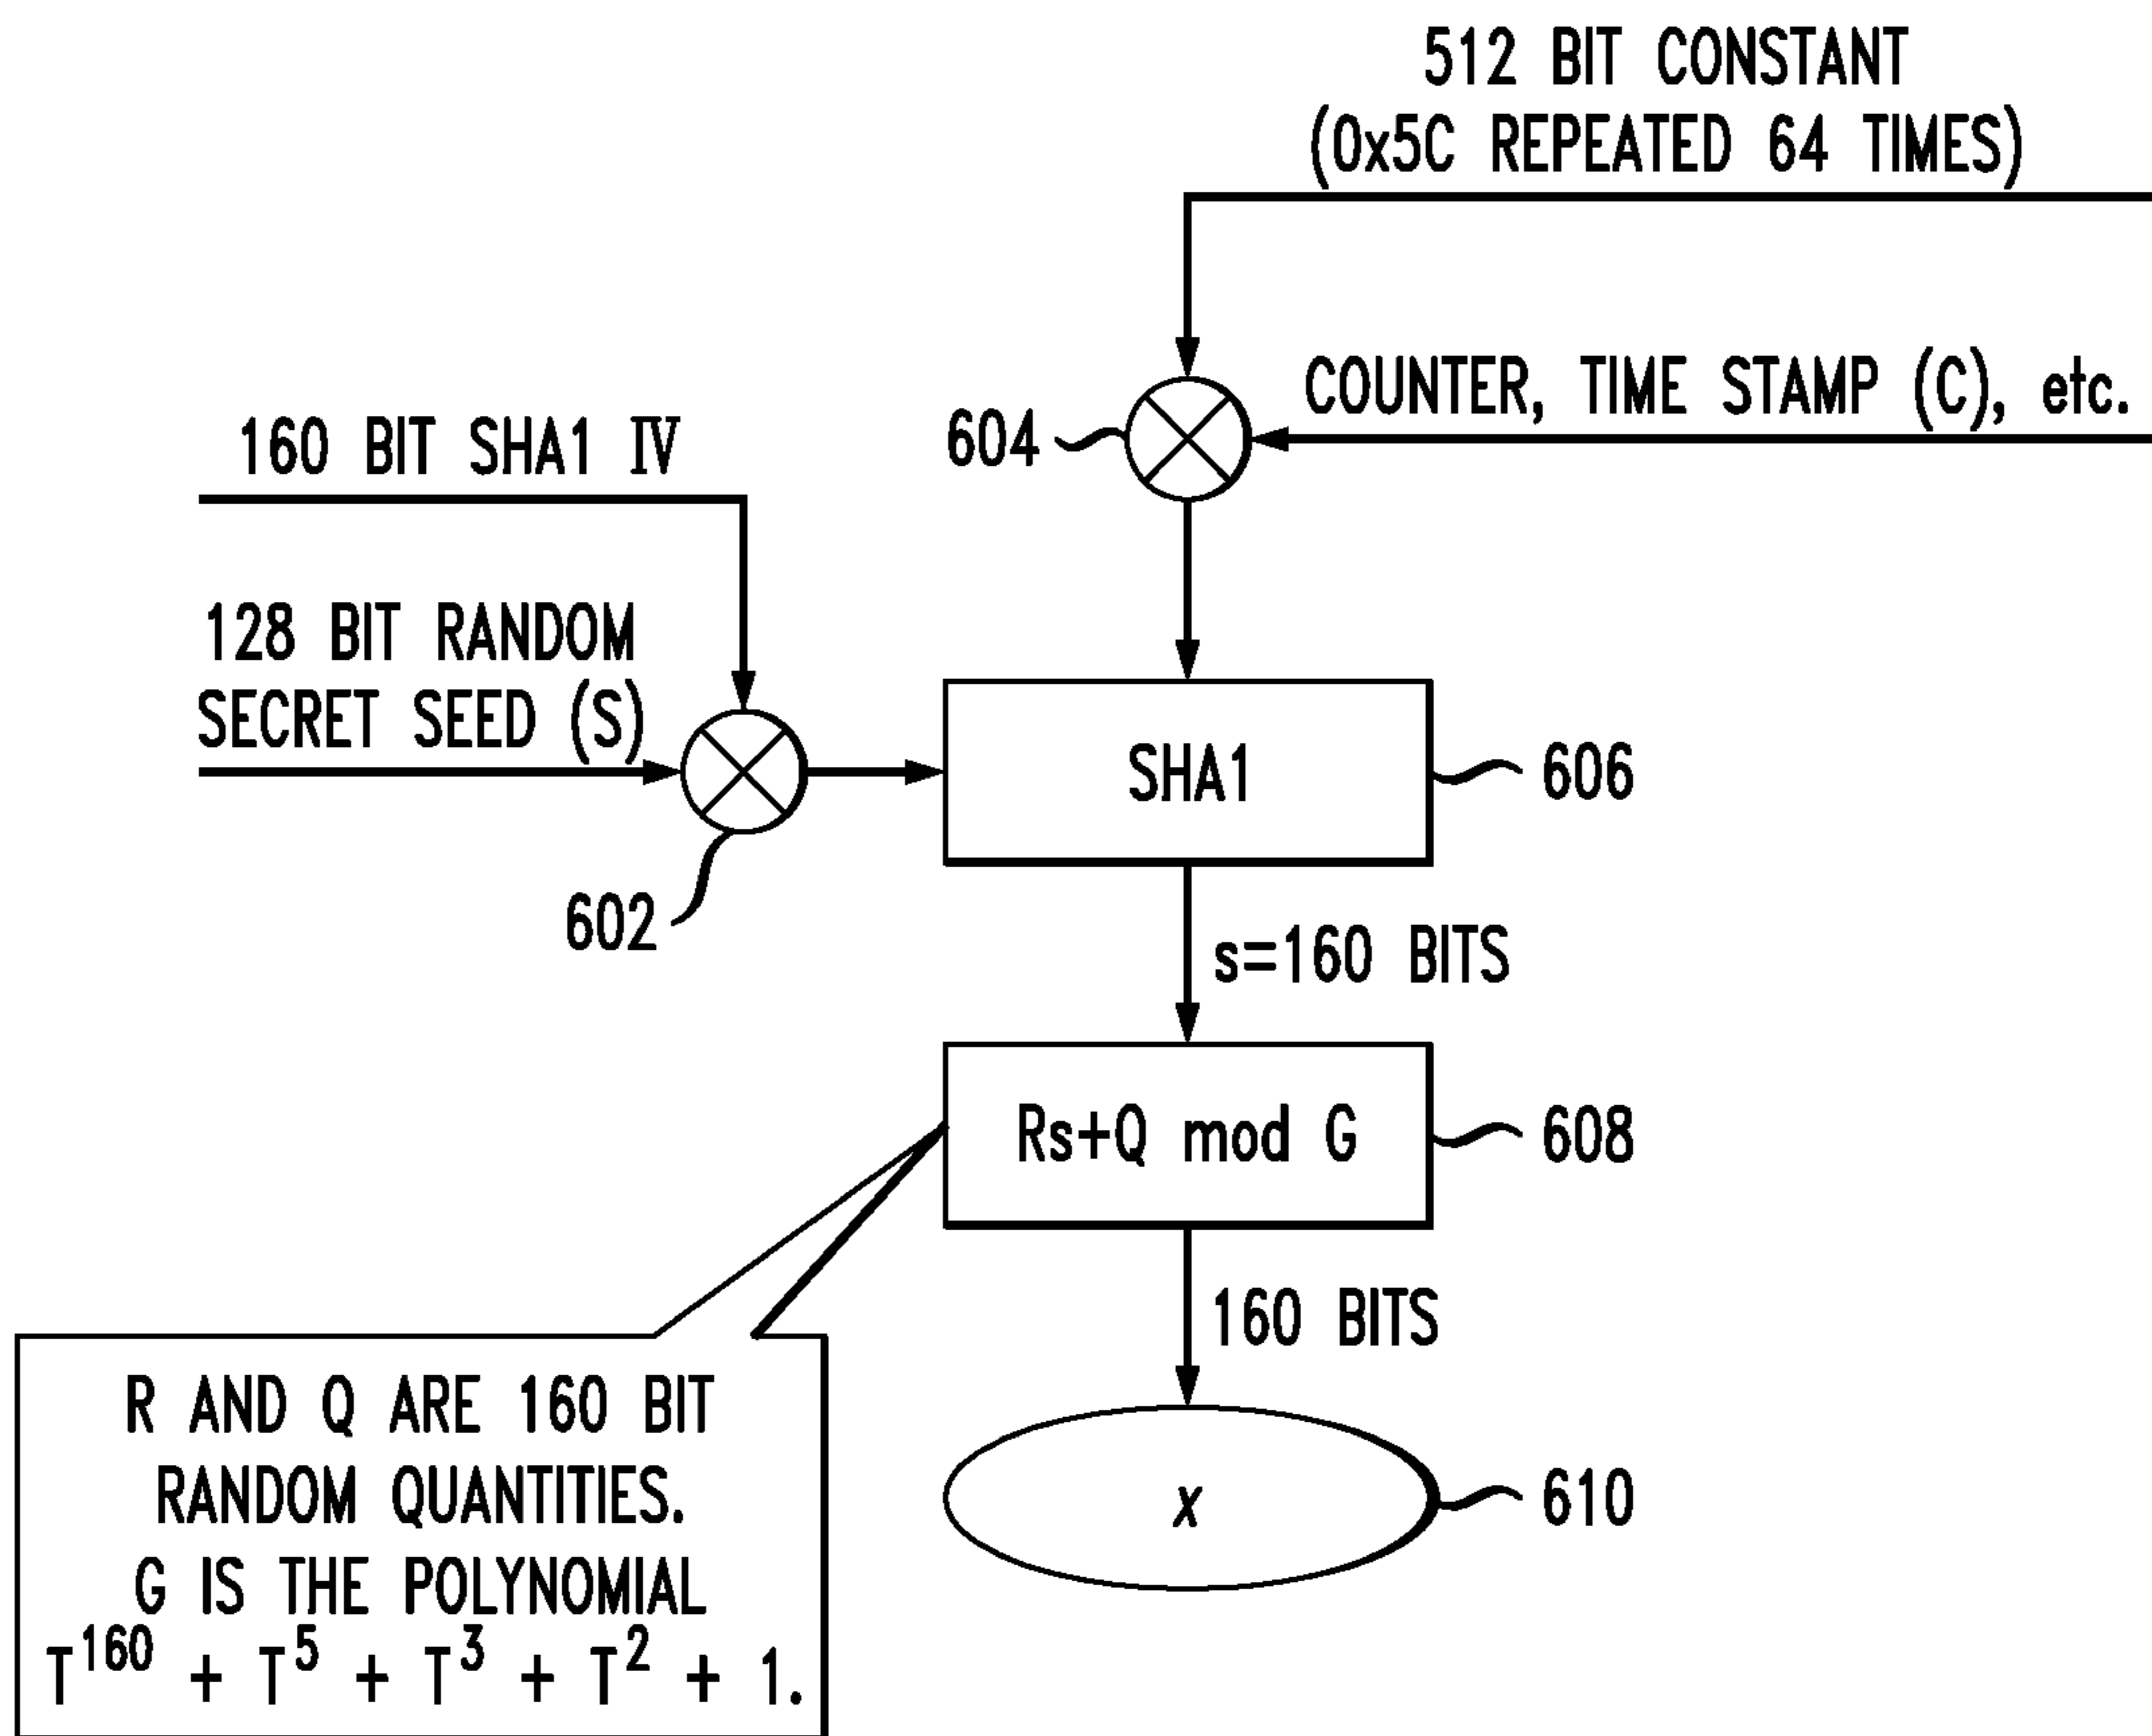 512 BIT CONSTANT
(0x5C REPEATED 64 TIMES)
COUNTER, TIME STAMP (C), etc.
604
160 BIT SHA1 IV
128 BIT RANDOM
SECRET SEED (S)
602
SHA1
606
s=160 BITS
Rs+Q mod G
608
160 BITS
x
610
R AND Q ARE 160 BIT
RANDOM QUANTITIES.
G IS THE POLYNOMIAL
T¹⁶⁰ + T⁵ + T³ + T² + 1.